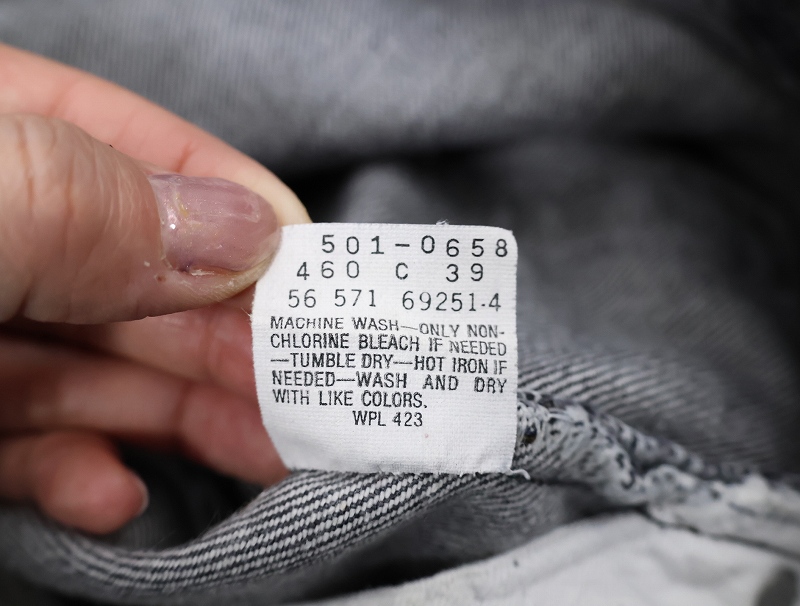 501-0658
460 C 39
56 571 69251-4
MACHINE WASH—ONLY NON-
CHLORINE BLEACH IF NEEDED
—TUMBLE DRY—HOT IRON IF
NEEDED—WASH AND DRY
WITH LIKE COLORS.
WPL 423